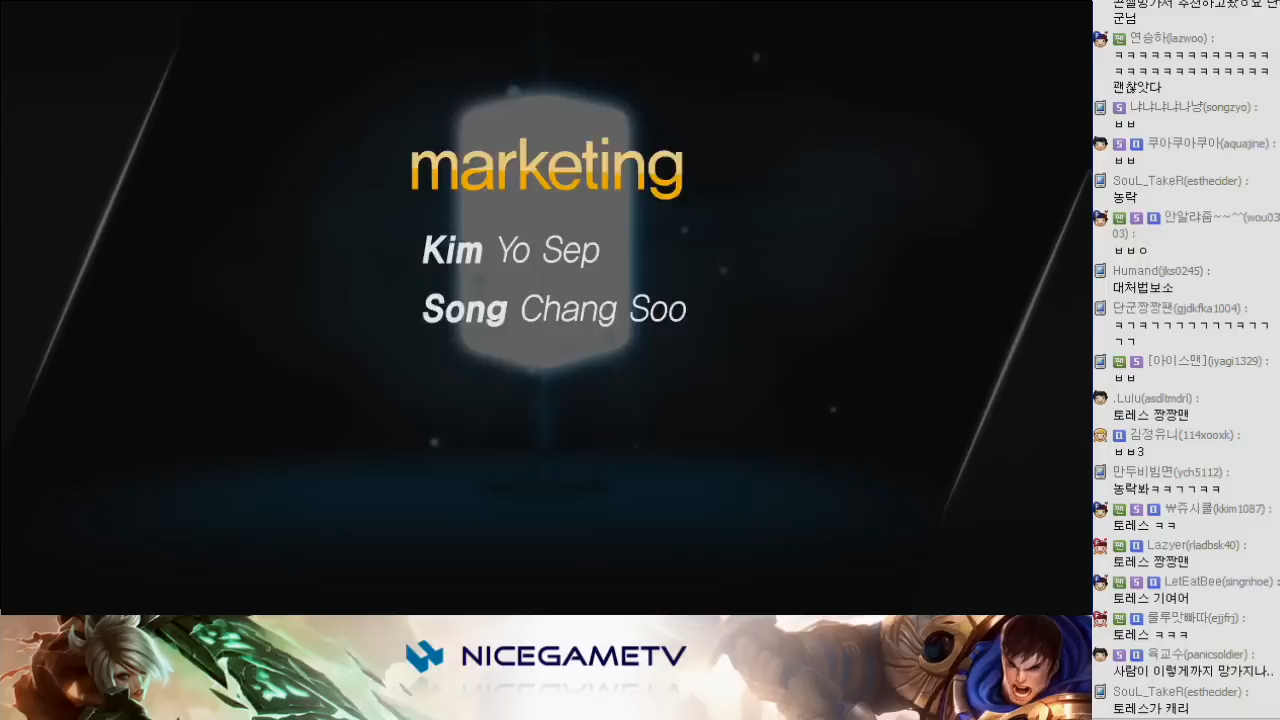 marketing
Kim Yo Sep
Song Chang Soo
NICEGAMETV
군님
연승하(lazwoo) :
ㅋㅋㅋㅋㅋㅋㅋㅋㅋㅋㅋㅋㅋ
ㅋㅋㅋㅋㅋㅋㅋㅋㅋㅋㅋㅋㅋ
괜찮앗다
냐냐냐냐냐냥(songzyo) :
ㅂㅂ
쿠아쿠아쿠아(aquajine) :
ㅂㅂ
SouL_TakeR(esthecider) :
농락
안알랴줌~~^^(wou03
03) :
ㅂㅂㅇ
Humand(jks0245) :
대처법보소
단군짱짱팬(gjdkfka1004) :
ㅋㄱㅋㄱㄱㄱㄱㄱㄱㄱㅋㄱㄱ
ㄱㄱ
[아이스맨](iyagi1329) :
ㅂㅂ
.Lulu(asdltmdrl) :
토레스 짱짱맨
김정유니(114xooxk) :
ㅂㅂ3
만두비빔면(ych5112) :
농락봐ㅋㅋㄱㄱㅋㅋ
₩쥬시쿨(kkim1087) :
토레스 ㅋㅋ
Lazyer(rladbsk40) :
토레스 짱짱맨
LetEatBee(singnhoe) :
토레스 기여어
룰루맛빠따(ejjfrj) :
토레스 ㅋㅋㅋ
육교수(panicsoldier) :
사람이 이렇게까지 망가지나..
SouL_TakeR(esthecider) :
토레스가 캐리